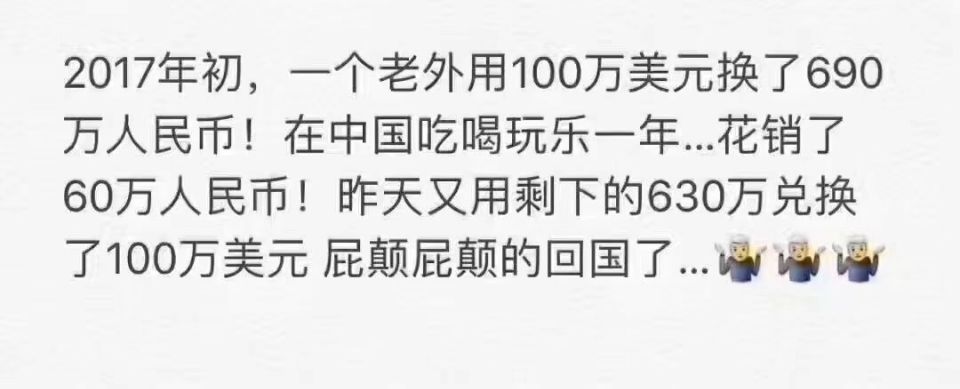 2017年初，一个老外用100万美元换了690
万人民币！在中国吃喝玩乐一年...花销了
60万人民币！昨天又用剩下的630万兑换
了100万美元 屁颠屁颠的回国了...🤷‍♂️🤷‍♂️🤷‍♂️